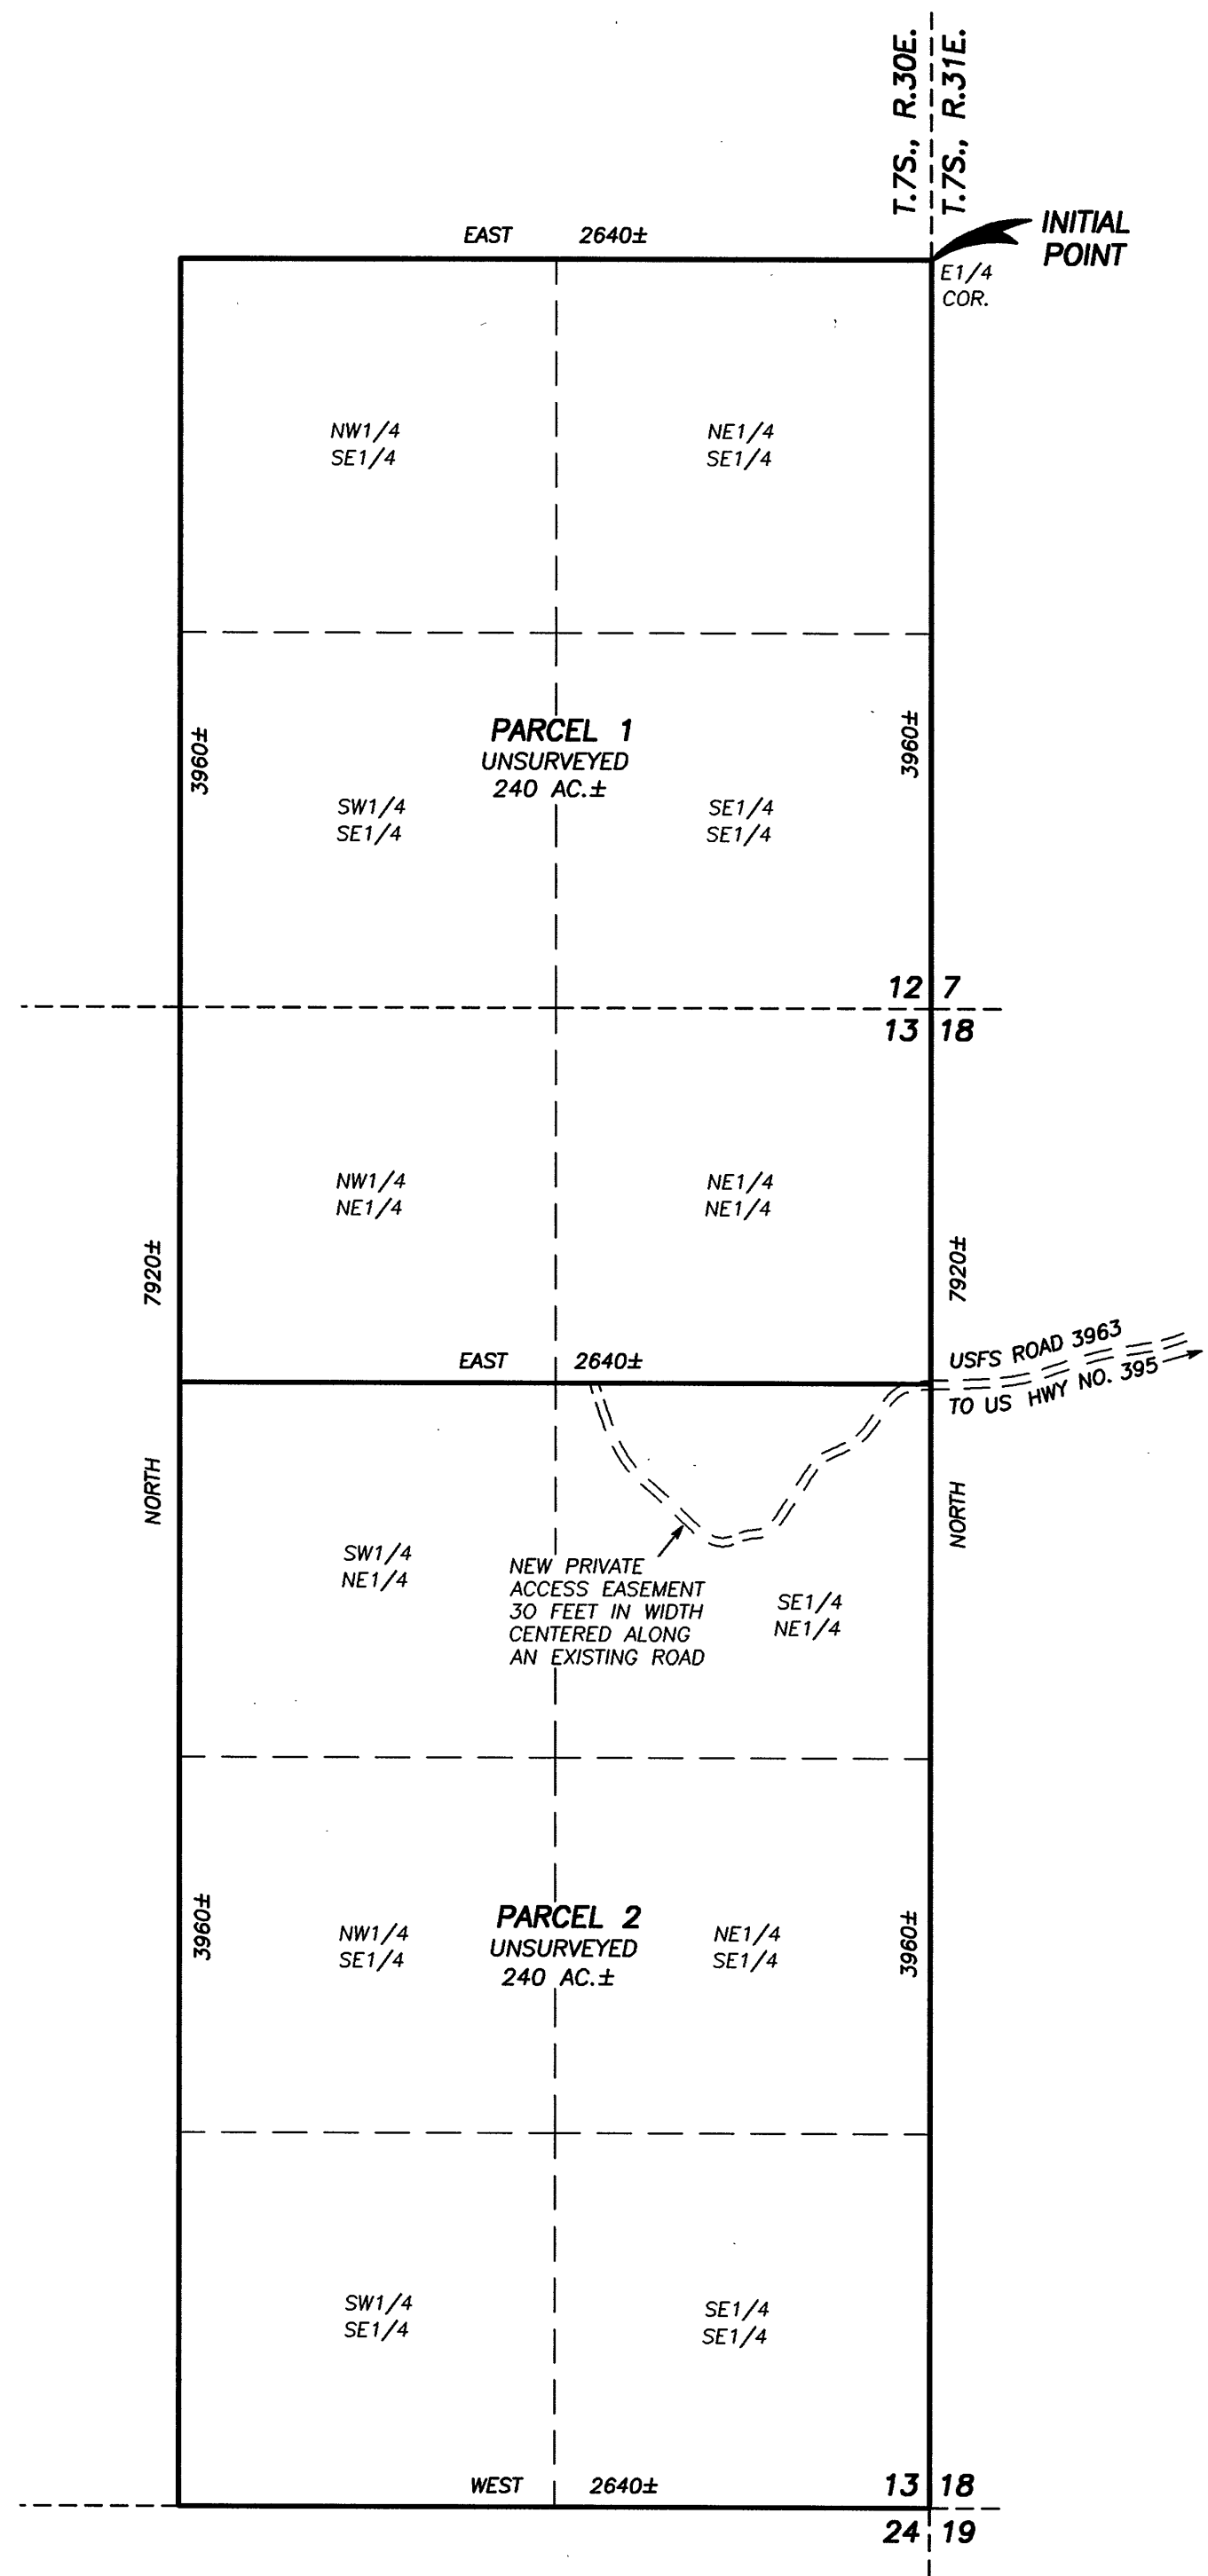 T.7S., R.30E.
T.7S., R.31E.
INITIAL
POINT
EAST 2640±
E1/4
COR.
NW1/4
SE1/4
NE1/4
SE1/4
3960±
PARCEL 1
UNSURVEYED
240 AC.±
3960±
SW1/4
SE1/4
SE1/4
SE1/4
12 7
13 18
NW1/4
NE1/4
NE1/4
NE1/4
7920±
7920±
EAST 2640±
USFS ROAD 3963
TO US HWY NO. 395
NORTH
NORTH
SW1/4
NE1/4
NEW PRIVATE
ACCESS EASEMENT
30 FEET IN WIDTH
CENTERED ALONG
AN EXISTING ROAD
SE1/4
NE1/4
3960±
PARCEL 2
UNSURVEYED
240 AC.±
3960±
NW1/4
SE1/4
NE1/4
SE1/4
SW1/4
SE1/4
SE1/4
SE1/4
WEST 2640±
13 18
24 19